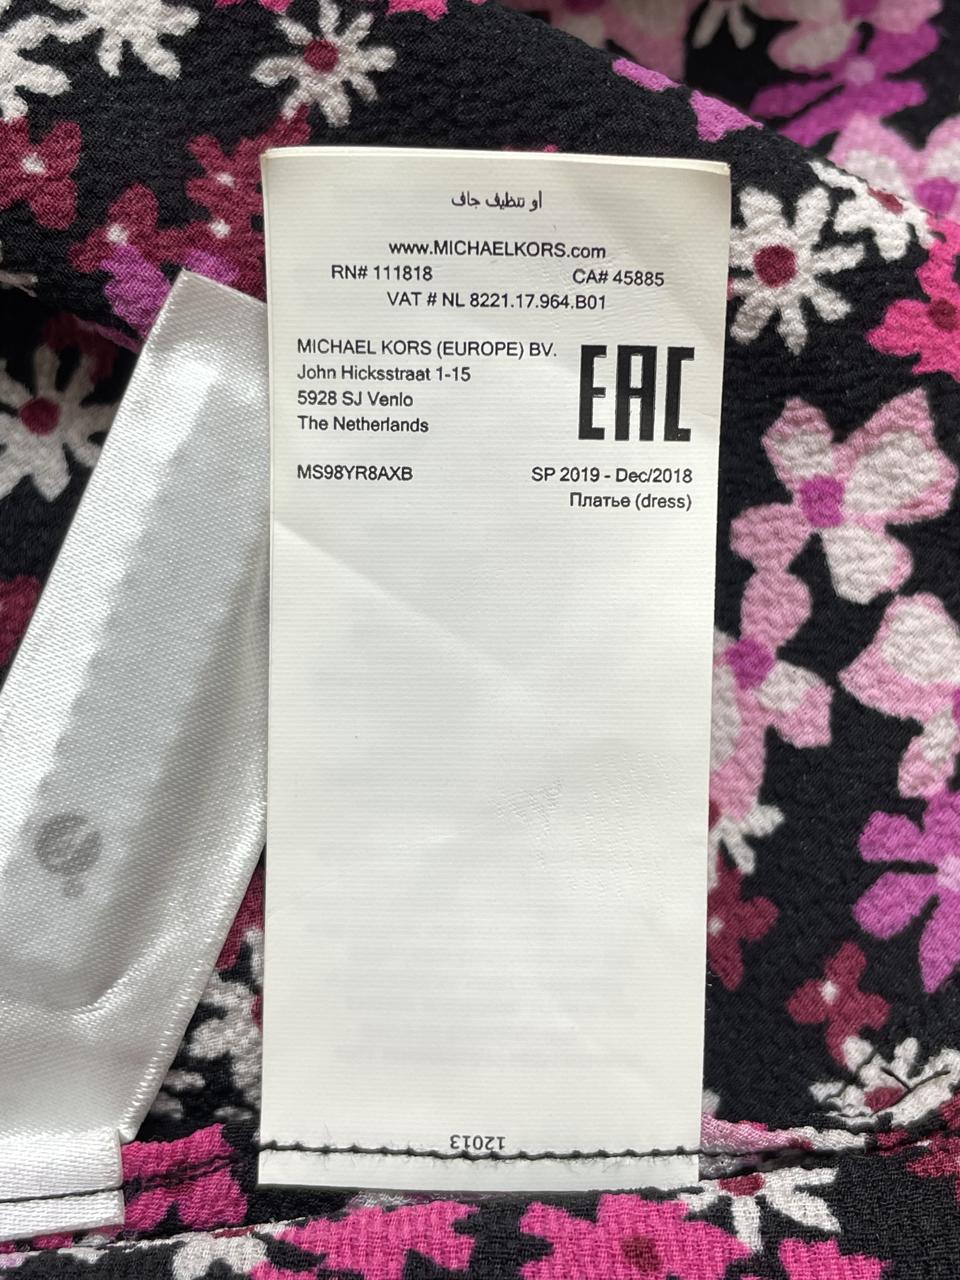 أو تنظيف جاف
www.MICHAELKORS.com
RN# 111818 CA# 45885
VAT # NL 8221.17.964.B01
MICHAEL KORS (EUROPE) BV.
John Hicksstraat 1-15
5928 SJ Venlo
The Netherlands
EAC
MS98YR8AXB SP 2019 - Dec/2018
Платье (dress)
12013